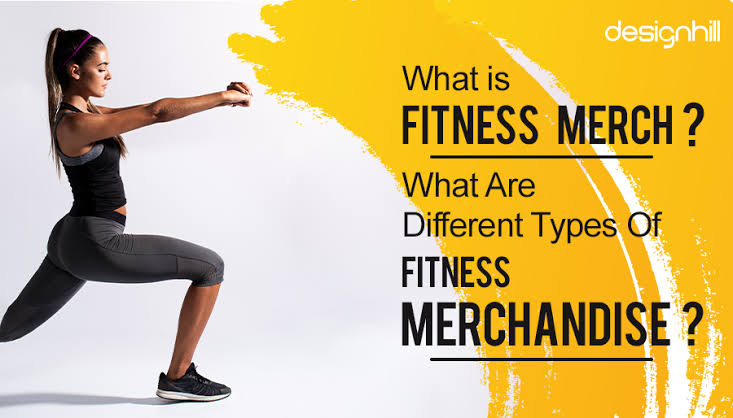 designhill
What is
FITNESS MERCH ?
What Are
Different Types Of
FITNESS
MERCHANDISE ?